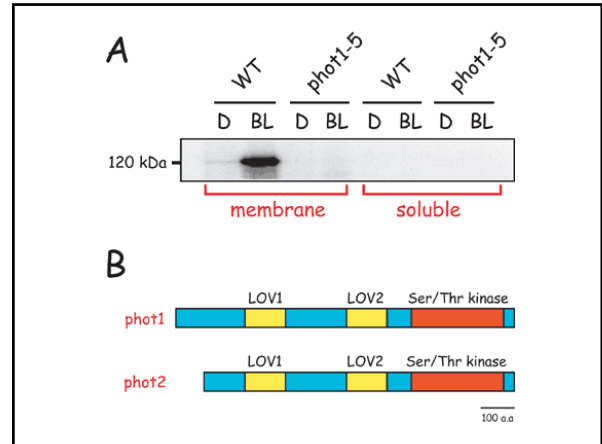 A
WT phot1-5 WT phot1-5
D BL D BL D BL D BL
120 kDa
membrane soluble
B
LOV1 LOV2 Ser/Thr kinase
phot1
LOV1 LOV2 Ser/Thr kinase
phot2
100 a.a